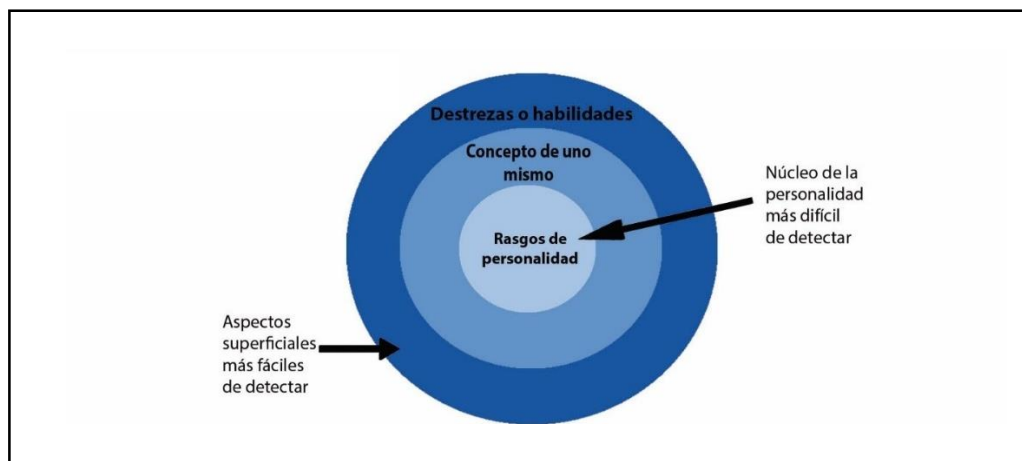 Destrezas o habilidades
Concepto de uno
mismo
Rasgos de
personalidad
Núcleo de la
personalidad
más difícil
de detectar
Aspectos
superficiales
más fáciles
de detectar